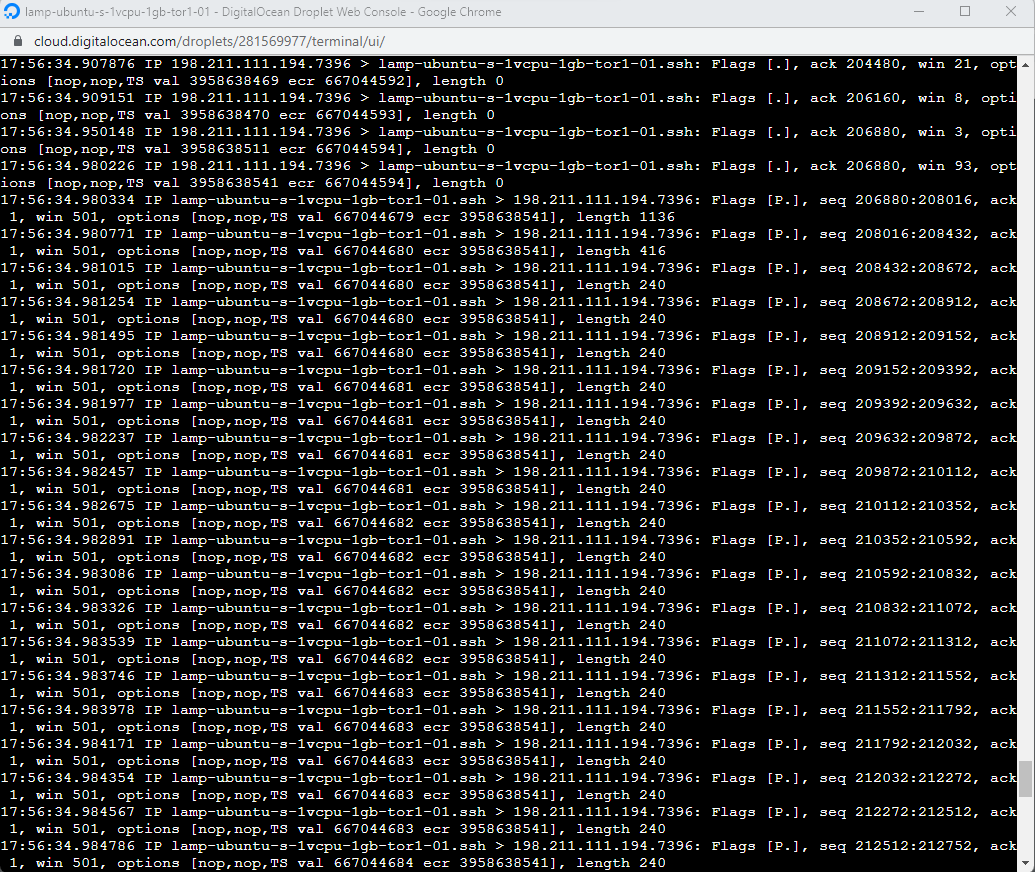 lamp-ubuntu-s-1vcpu-1gb-tor1-01 - DigitalOcean Droplet Web Console - Google Chrome
cloud.digitalocean.com/droplets/281569977/terminal/ui/
17:56:34.907876 IP 198.211.111.194.7396 > lamp-ubuntu-s-1vcpu-1gb-tor1-01.ssh: Flags [.], ack 204480, win 21, opt
ions [nop,nop,TS val 3958638469 ecr 667044592], length 0
17:56:34.909151 IP 198.211.111.194.7396 > lamp-ubuntu-s-1vcpu-1gb-tor1-01.ssh: Flags [.], ack 206160, win 8, opti
ons [nop,nop,TS val 3958638470 ecr 667044593], length 0
17:56:34.950148 IP 198.211.111.194.7396 > lamp-ubuntu-s-1vcpu-1gb-tor1-01.ssh: Flags [.], ack 206880, win 3, opti
ons [nop,nop,TS val 3958638511 ecr 667044594], length 0
17:56:34.980226 IP 198.211.111.194.7396 > lamp-ubuntu-s-1vcpu-1gb-tor1-01.ssh: Flags [.], ack 206880, win 93, opt
ions [nop,nop,TS val 3958638541 ecr 667044594], length 0
17:56:34.980334 IP lamp-ubuntu-s-1vcpu-1gb-tor1-01.ssh > 198.211.111.194.7396: Flags [P.], seq 206880:208016, ack
 1, win 501, options [nop,nop,TS val 667044679 ecr 3958638541], length 1136
17:56:34.980771 IP lamp-ubuntu-s-1vcpu-1gb-tor1-01.ssh > 198.211.111.194.7396: Flags [P.], seq 208016:208432, ack
 1, win 501, options [nop,nop,TS val 667044680 ecr 3958638541], length 416
17:56:34.981015 IP lamp-ubuntu-s-1vcpu-1gb-tor1-01.ssh > 198.211.111.194.7396: Flags [P.], seq 208432:208672, ack
 1, win 501, options [nop,nop,TS val 667044680 ecr 3958638541], length 240
17:56:34.981254 IP lamp-ubuntu-s-1vcpu-1gb-tor1-01.ssh > 198.211.111.194.7396: Flags [P.], seq 208672:208912, ack
 1, win 501, options [nop,nop,TS val 667044680 ecr 3958638541], length 240
17:56:34.981495 IP lamp-ubuntu-s-1vcpu-1gb-tor1-01.ssh > 198.211.111.194.7396: Flags [P.], seq 208912:209152, ack
 1, win 501, options [nop,nop,TS val 667044680 ecr 3958638541], length 240
17:56:34.981720 IP lamp-ubuntu-s-1vcpu-1gb-tor1-01.ssh > 198.211.111.194.7396: Flags [P.], seq 209152:209392, ack
 1, win 501, options [nop,nop,TS val 667044681 ecr 3958638541], length 240
17:56:34.981977 IP lamp-ubuntu-s-1vcpu-1gb-tor1-01.ssh > 198.211.111.194.7396: Flags [P.], seq 209392:209632, ack
 1, win 501, options [nop,nop,TS val 667044681 ecr 3958638541], length 240
17:56:34.982237 IP lamp-ubuntu-s-1vcpu-1gb-tor1-01.ssh > 198.211.111.194.7396: Flags [P.], seq 209632:209872, ack
 1, win 501, options [nop,nop,TS val 667044681 ecr 3958638541], length 240
17:56:34.982457 IP lamp-ubuntu-s-1vcpu-1gb-tor1-01.ssh > 198.211.111.194.7396: Flags [P.], seq 209872:210112, ack
 1, win 501, options [nop,nop,TS val 667044681 ecr 3958638541], length 240
17:56:34.982675 IP lamp-ubuntu-s-1vcpu-1gb-tor1-01.ssh > 198.211.111.194.7396: Flags [P.], seq 210112:210352, ack
 1, win 501, options [nop,nop,TS val 667044682 ecr 3958638541], length 240
17:56:34.982891 IP lamp-ubuntu-s-1vcpu-1gb-tor1-01.ssh > 198.211.111.194.7396: Flags [P.], seq 210352:210592, ack
 1, win 501, options [nop,nop,TS val 667044682 ecr 3958638541], length 240
17:56:34.983086 IP lamp-ubuntu-s-1vcpu-1gb-tor1-01.ssh > 198.211.111.194.7396: Flags [P.], seq 210592:210832, ack
 1, win 501, options [nop,nop,TS val 667044682 ecr 3958638541], length 240
17:56:34.983326 IP lamp-ubuntu-s-1vcpu-1gb-tor1-01.ssh > 198.211.111.194.7396: Flags [P.], seq 210832:211072, ack
 1, win 501, options [nop,nop,TS val 667044682 ecr 3958638541], length 240
17:56:34.983539 IP lamp-ubuntu-s-1vcpu-1gb-tor1-01.ssh > 198.211.111.194.7396: Flags [P.], seq 211072:211312, ack
 1, win 501, options [nop,nop,TS val 667044682 ecr 3958638541], length 240
17:56:34.983746 IP lamp-ubuntu-s-1vcpu-1gb-tor1-01.ssh > 198.211.111.194.7396: Flags [P.], seq 211312:211552, ack
 1, win 501, options [nop,nop,TS val 667044683 ecr 3958638541], length 240
17:56:34.983978 IP lamp-ubuntu-s-1vcpu-1gb-tor1-01.ssh > 198.211.111.194.7396: Flags [P.], seq 211552:211792, ack
 1, win 501, options [nop,nop,TS val 667044683 ecr 3958638541], length 240
17:56:34.984171 IP lamp-ubuntu-s-1vcpu-1gb-tor1-01.ssh > 198.211.111.194.7396: Flags [P.], seq 211792:212032, ack
 1, win 501, options [nop,nop,TS val 667044683 ecr 3958638541], length 240
17:56:34.984354 IP lamp-ubuntu-s-1vcpu-1gb-tor1-01.ssh > 198.211.111.194.7396: Flags [P.], seq 212032:212272, ack
 1, win 501, options [nop,nop,TS val 667044683 ecr 3958638541], length 240
17:56:34.984567 IP lamp-ubuntu-s-1vcpu-1gb-tor1-01.ssh > 198.211.111.194.7396: Flags [P.], seq 212272:212512, ack
 1, win 501, options [nop,nop,TS val 667044683 ecr 3958638541], length 240
17:56:34.984786 IP lamp-ubuntu-s-1vcpu-1gb-tor1-01.ssh > 198.211.111.194.7396: Flags [P.], seq 212512:212752, ack
 1, win 501, options [nop,nop,TS val 667044684 ecr 3958638541], length 240